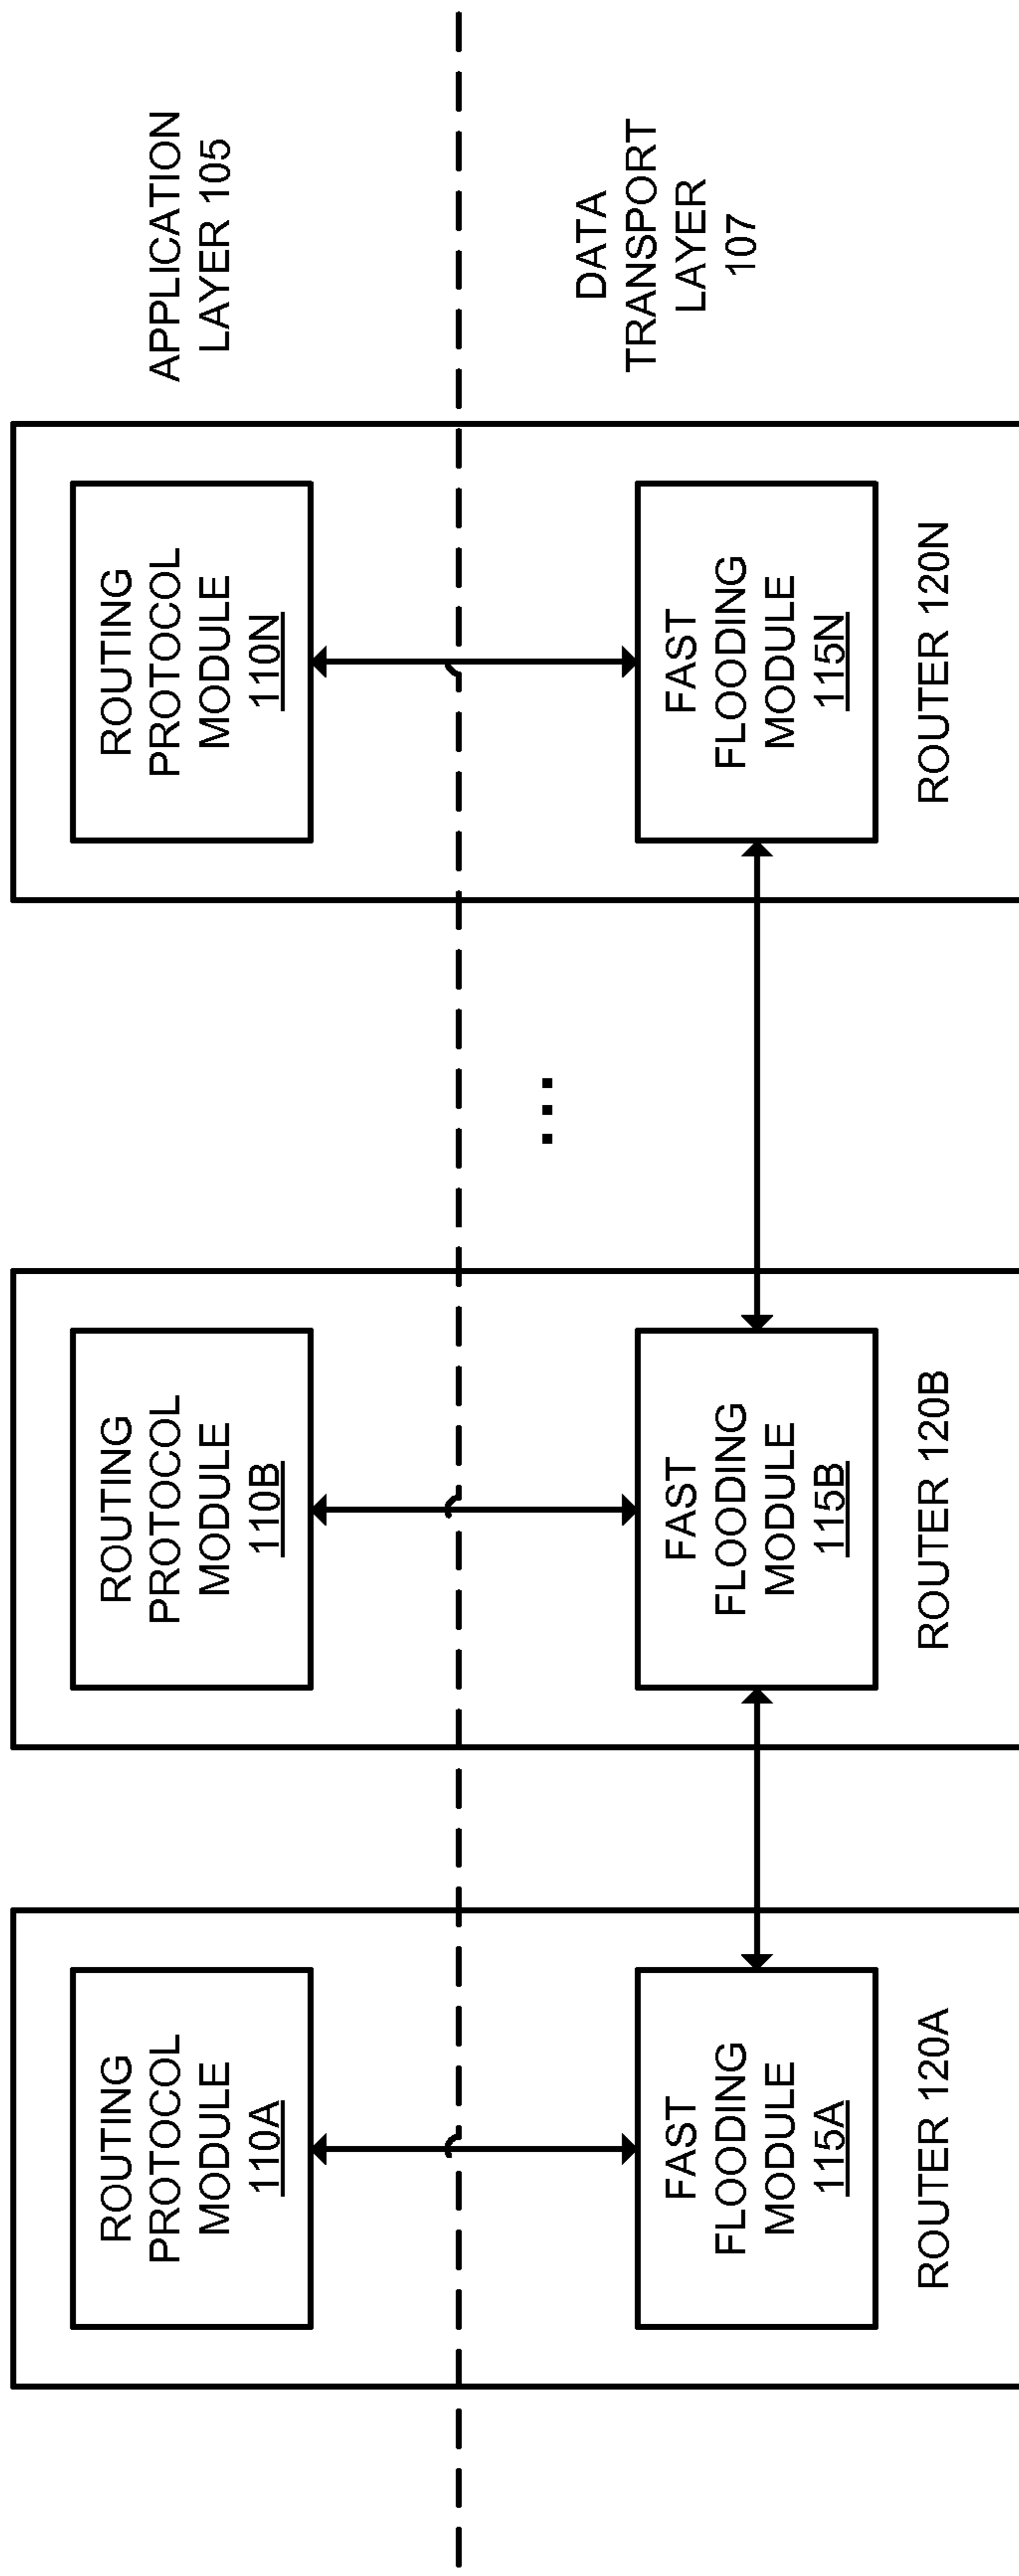 ROUTING
PROTOCOL
MODULE
110A
ROUTING
PROTOCOL
MODULE
110B
ROUTING
PROTOCOL
MODULE
110N
APPLICATION
LAYER 105
...
FAST
FLOODING
MODULE
115A
FAST
FLOODING
MODULE
115B
FAST
FLOODING
MODULE
115N
DATA
TRANSPORT
LAYER
107
ROUTER 120A
ROUTER 120B
ROUTER 120N